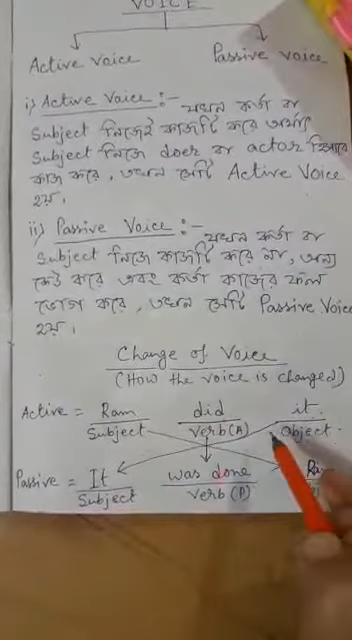 VOICE
Active Voice Passive Voice
i) Active Voice :- যখন কর্তা বা
Subject নিজেই কাজটি করে অর্থাৎ
Subject নিজে doer বা actor হিসাবে
কাজ করে, তখন সেটি Active Voice
হয়।
ii) Passive Voice :- যখন কর্তা বা
Subject নিজে কাজটি করে না, অন্য
কেউ করে এবং কর্তা কাজের ফল
ভোগ করে, তখন সেটি Passive Voice
হয়।
Change of Voice
(How the voice is changed)
Active = Ram did it.
Subject Verb(A) Object.
Passive = It was done
Subject Verb (P)